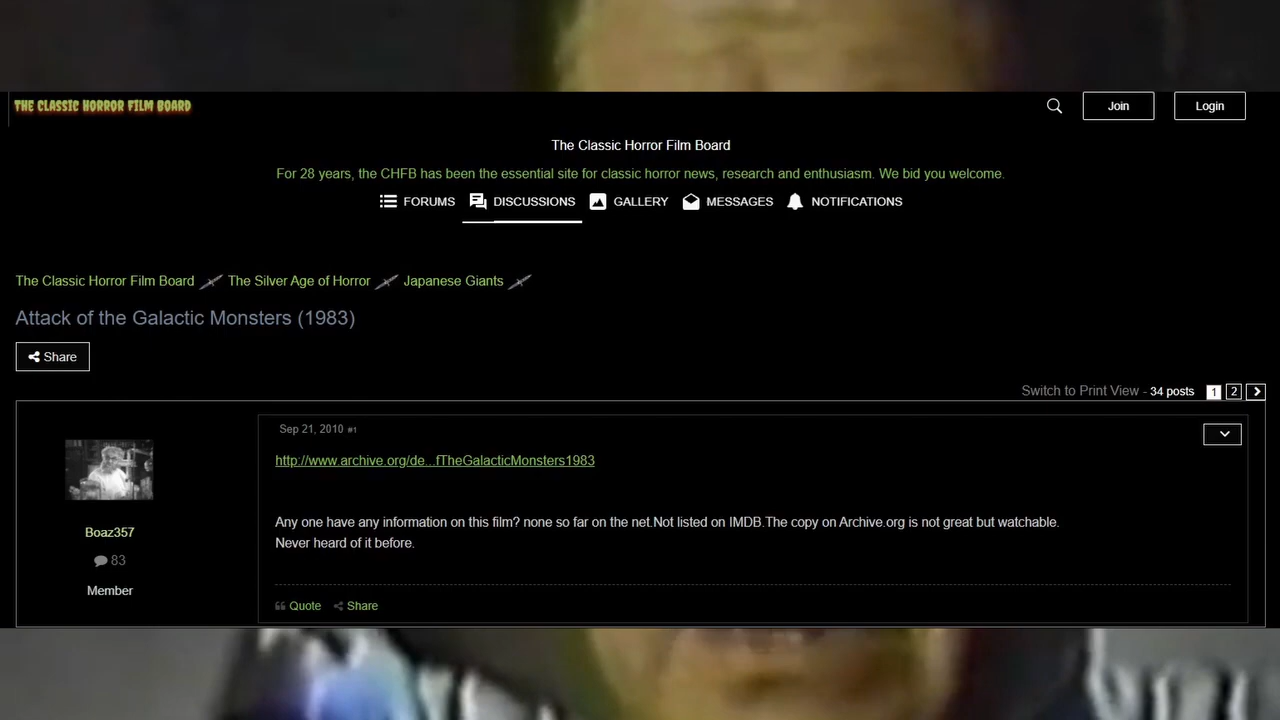 THE CLASSIC HORROR FILM BOARD
Join
Login
The Classic Horror Film Board
For 28 years, the CHFB has been the essential site for classic horror news, research and enthusiasm. We bid you welcome.
FORUMS
DISCUSSIONS
GALLERY
MESSAGES
NOTIFICATIONS
The Classic Horror Film Board
The Silver Age of Horror
Japanese Giants
Attack of the Galactic Monsters (1983)
Share
Switch to Print View - 34 posts 1 2
Sep 21, 2010 #1
http://www.archive.org/de...fTheGalacticMonsters1983
Any one have any information on this film? none so far on the net.Not listed on IMDB.The copy on Archive.org is not great but watchable.
Never heard of it before.
Boaz357
83
Member
Quote
Share